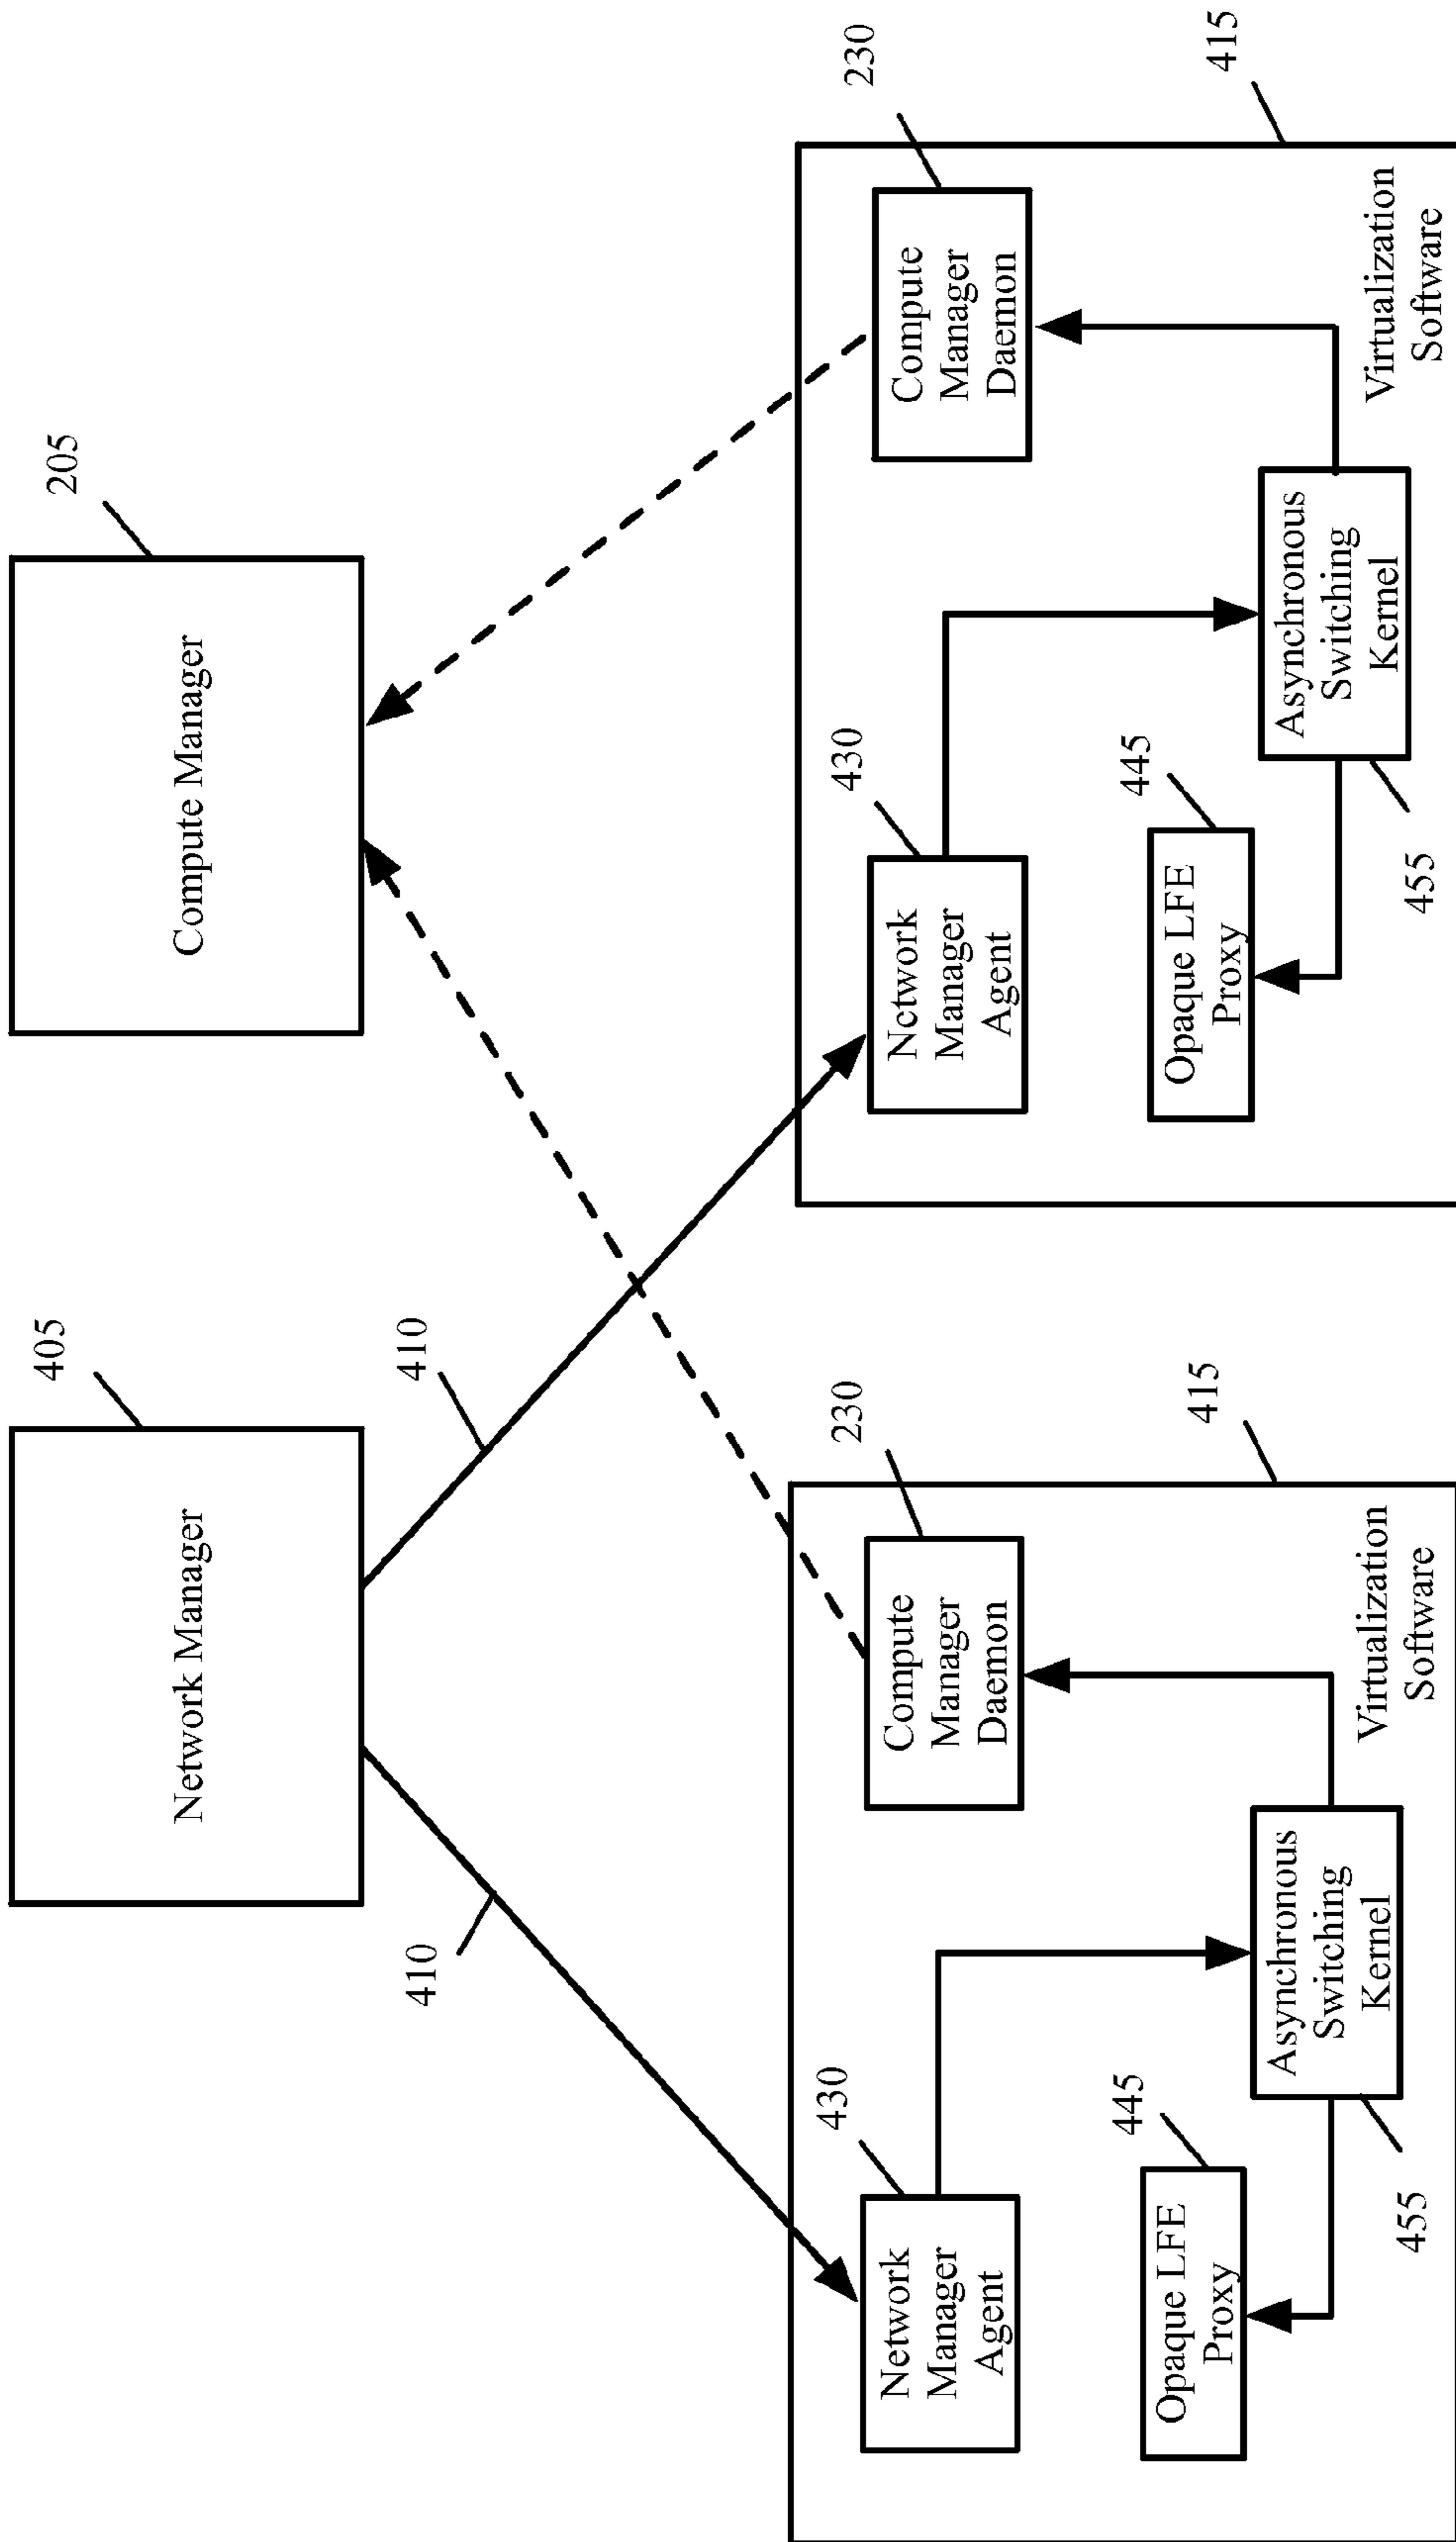 405
Network Manager
205
Compute Manager
410
410
415
430
Network
Manager
Agent
230
Compute
Manager
Daemon
445
Opaque LFE
Proxy
Asynchronous
Switching
Kernel
455
Virtualization
Software
415
430
Network
Manager
Agent
230
Compute
Manager
Daemon
445
Opaque LFE
Proxy
Asynchronous
Switching
Kernel
455
Virtualization
Software